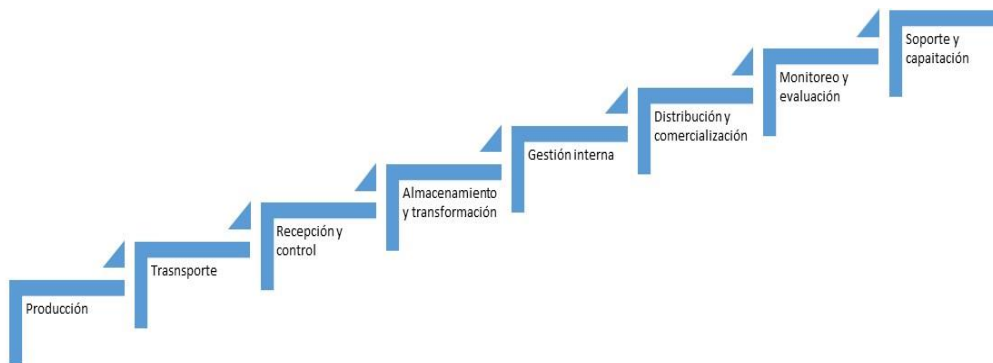 Producción
Trasnsporte
Recepción y
control
Almacenamiento
y transformación
Gestión interna
Distribución y
comercialización
Monitoreo y
evaluación
Soporte y
capaitación